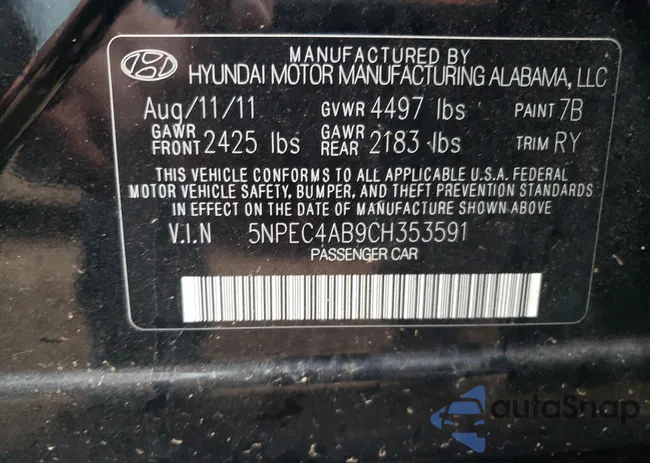 MANUFACTURED BY
HYUNDAI MOTOR MANUFACTURING ALABAMA, LLC
Aug/11/11 GVWR 4497 lbs PAINT 7B
GAWR FRONT 2425 lbs GAWR REAR 2183 lbs TRIM RY
THIS VEHICLE CONFORMS TO ALL APPLICABLE U.S.A. FEDERAL
MOTOR VEHICLE SAFETY, BUMPER, AND THEFT PREVENTION STANDARDS
IN EFFECT ON THE DATE OF MANUFACTURE SHOWN ABOVE
V.I.N 5NPEC4AB9CH353591
PASSENGER CAR
autoSnap